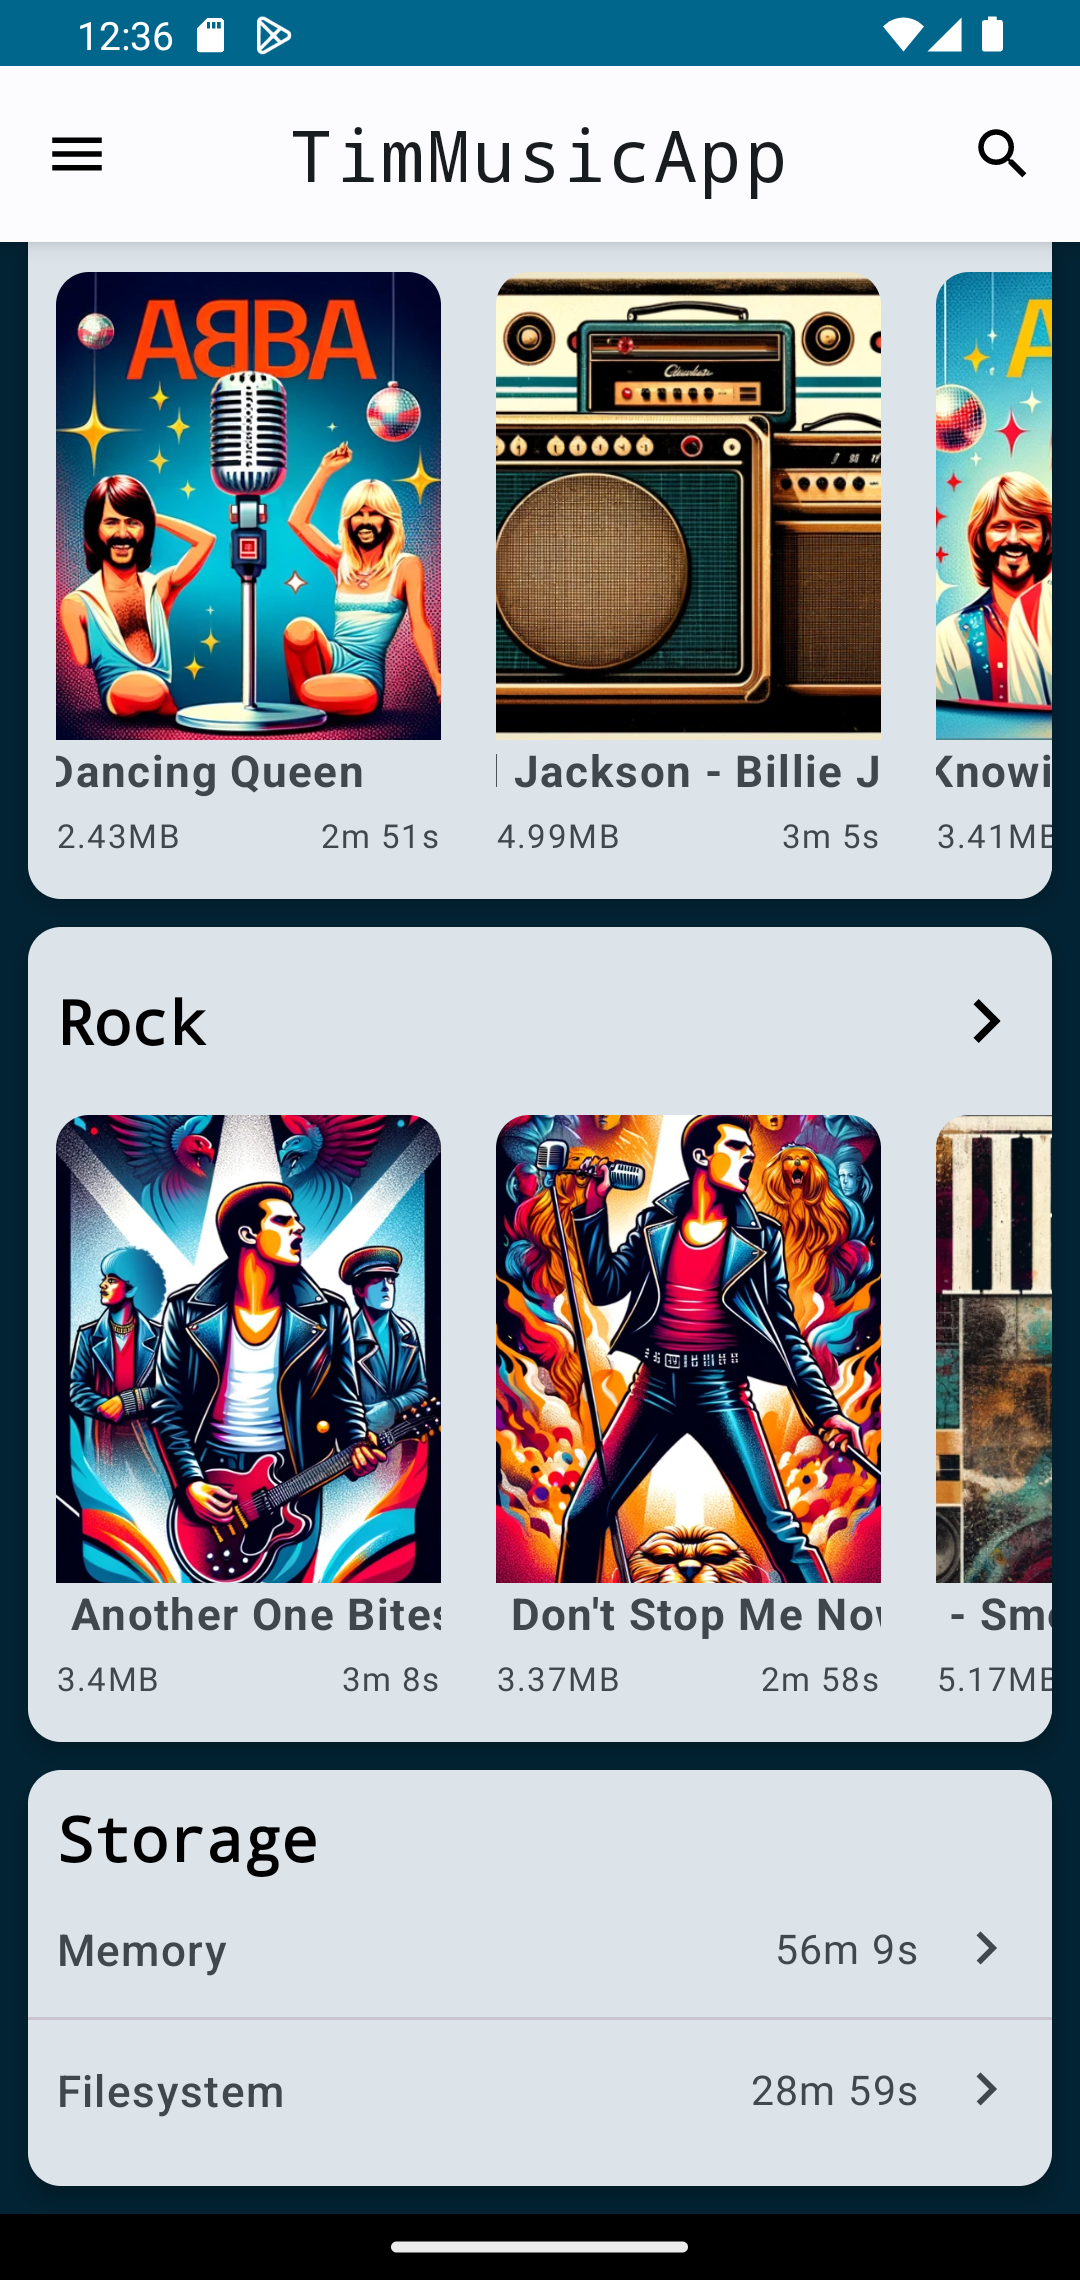 12:36
TimMusicApp
ABBA
Dancing Queen
Jackson - Billie J
Knowi
2.43MB 2m 51s
4.99MB 3m 5s
3.41MB
Rock
Another One Bites
Don't Stop Me Now
- Smo
3.4MB 3m 8s
3.37MB 2m 58s
5.17MB
Storage
Memory 56m 9s
Filesystem 28m 59s